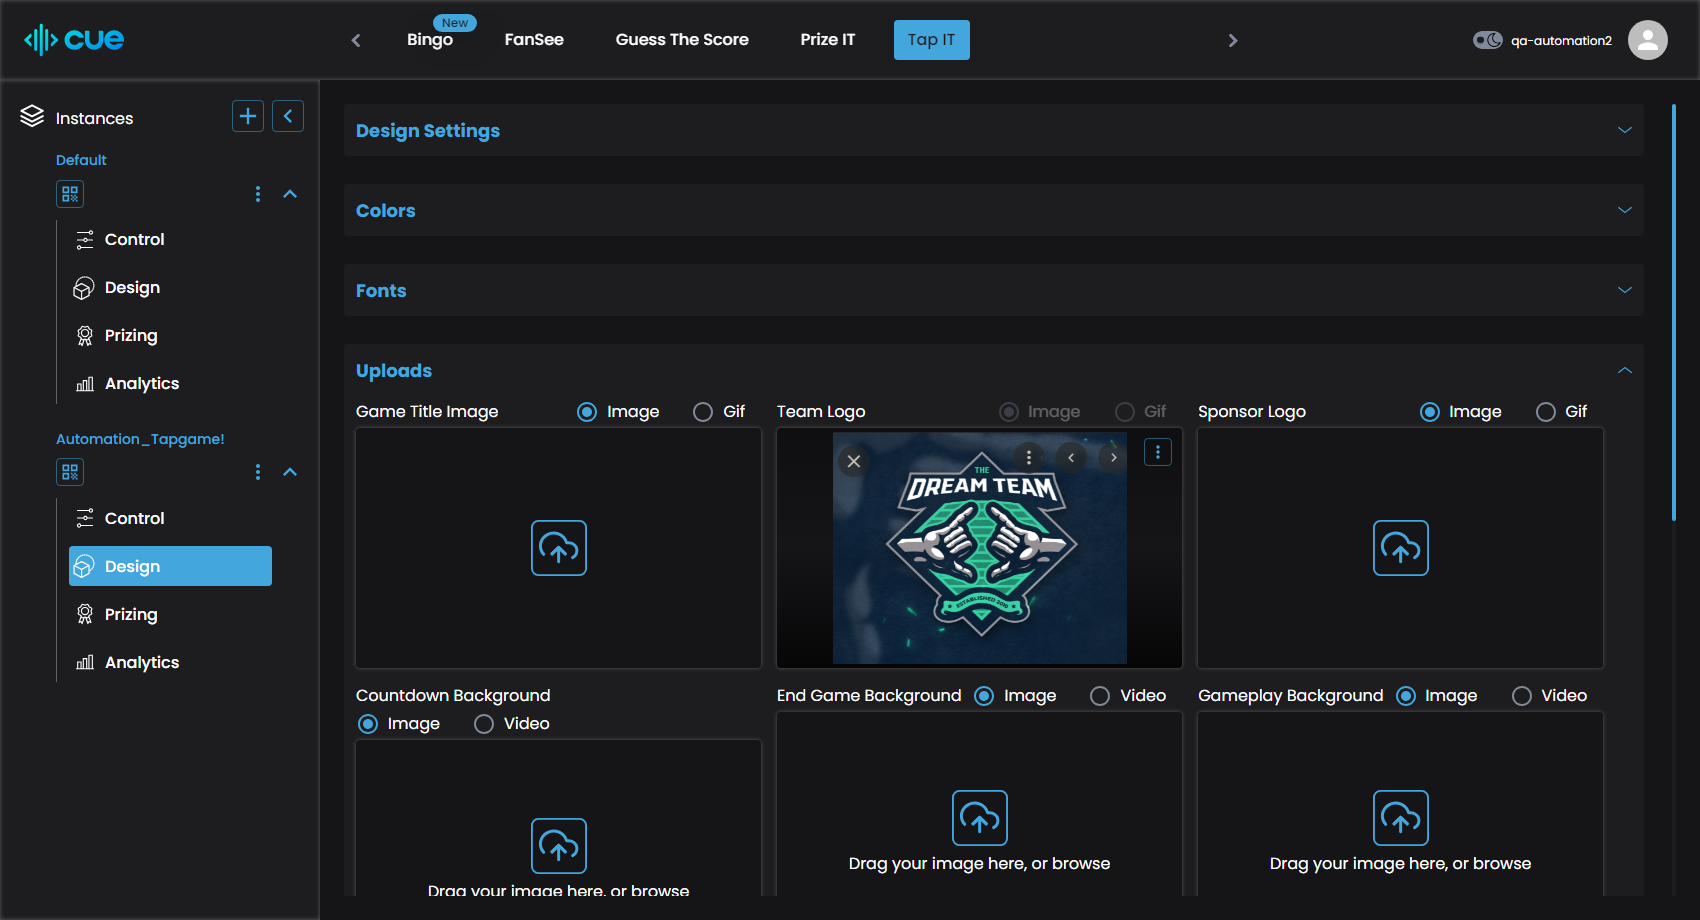 cue
New
Bingo
FanSee
Guess The Score
Prize IT
Tap IT
qa-automation2
Instances
Default
Control
Design
Prizing
Analytics
Automation_Tapgame!
Control
Design
Prizing
Analytics
Design Settings
Colors
Fonts
Uploads
Game Title Image Image Gif
Team Logo Image Gif
Sponsor Logo Image Gif
THE
DREAM TEAM
ESTABLISHED 2019
Countdown Background
Image Video
End Game Background Image Video
Gameplay Background Image Video
Drag your image here, or browse
Drag your image here, or browse
Drag your image here, or browse